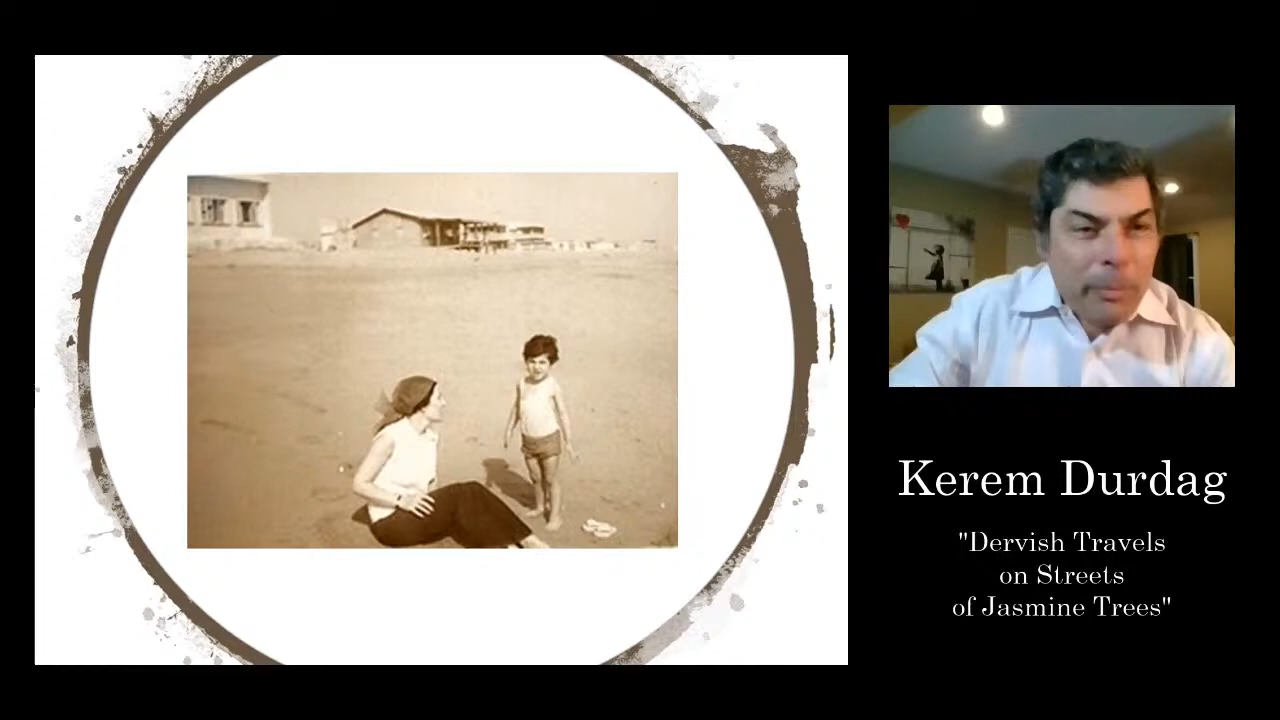 Kerem Durdag
"Dervish Travels
on Streets
of Jasmine Trees"